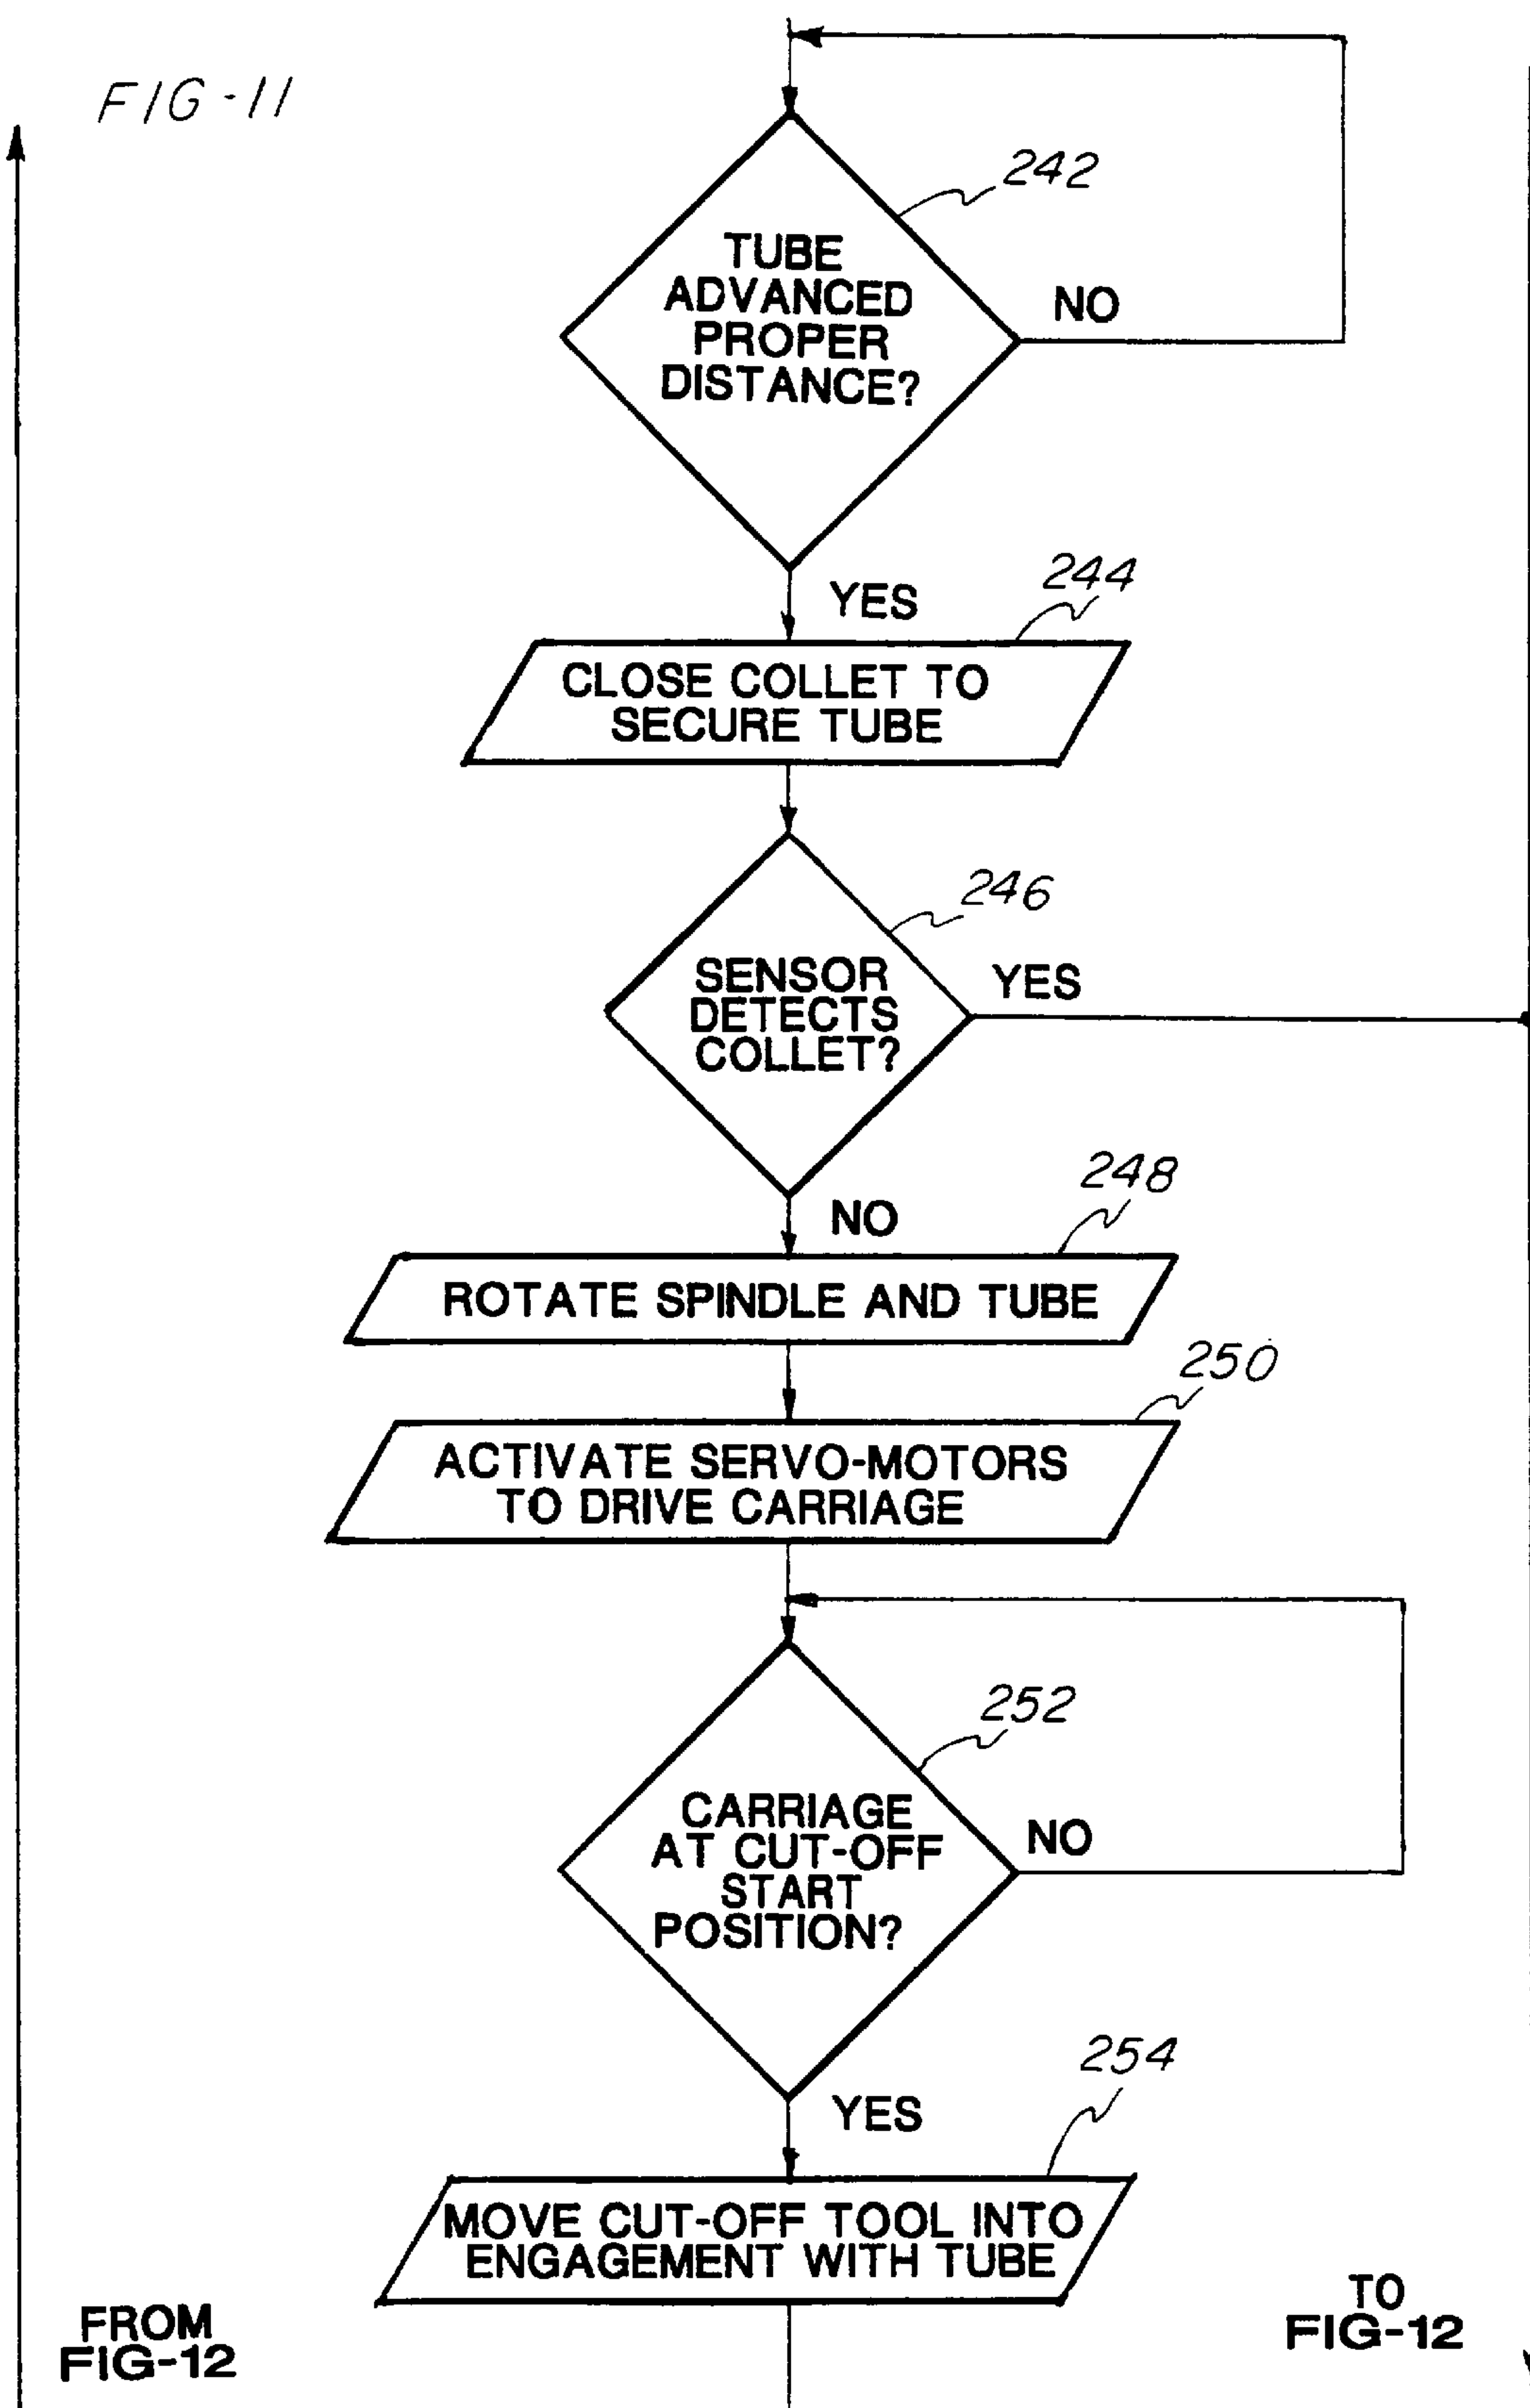 FIG-11
242
TUBE
ADVANCED
PROPER
DISTANCE?
NO
YES
244
CLOSE COLLET TO
SECURE TUBE
246
SENSOR
DETECTS
COLLET?
YES
NO
248
ROTATE SPINDLE AND TUBE
250
ACTIVATE SERVO-MOTORS
TO DRIVE CARRIAGE
252
CARRIAGE
AT CUT-OFF
START
POSITION?
NO
YES
254
MOVE CUT-OFF TOOL INTO
ENGAGEMENT WITH TUBE
FROM
FIG-12
TO
FIG-12